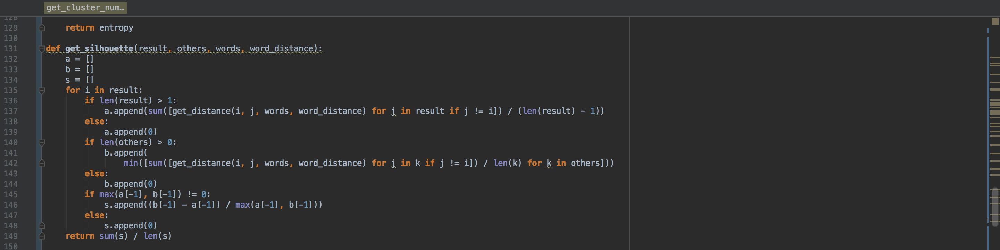 get_cluster_num…
128
129 return entropy
130
131 def get_silhouette(result, others, words, word_distance):
132 a = []
133 b = []
134 s = []
135 for i in result:
136 if len(result) > 1:
137 a.append(sum([get_distance(i, j, words, word_distance) for j in result if j != i]) / (len(result) - 1))
138 else:
139 a.append(0)
140 if len(others) > 0:
141 b.append(
142 min([sum([get_distance(i, j, words, word_distance) for j in k if j != i]) / len(k) for k in others]))
143 else:
144 b.append(0)
145 if max(a[-1], b[-1]) != 0:
146 s.append((b[-1] - a[-1]) / max(a[-1], b[-1]))
147 else:
148 s.append(0)
149 return sum(s) / len(s)
150